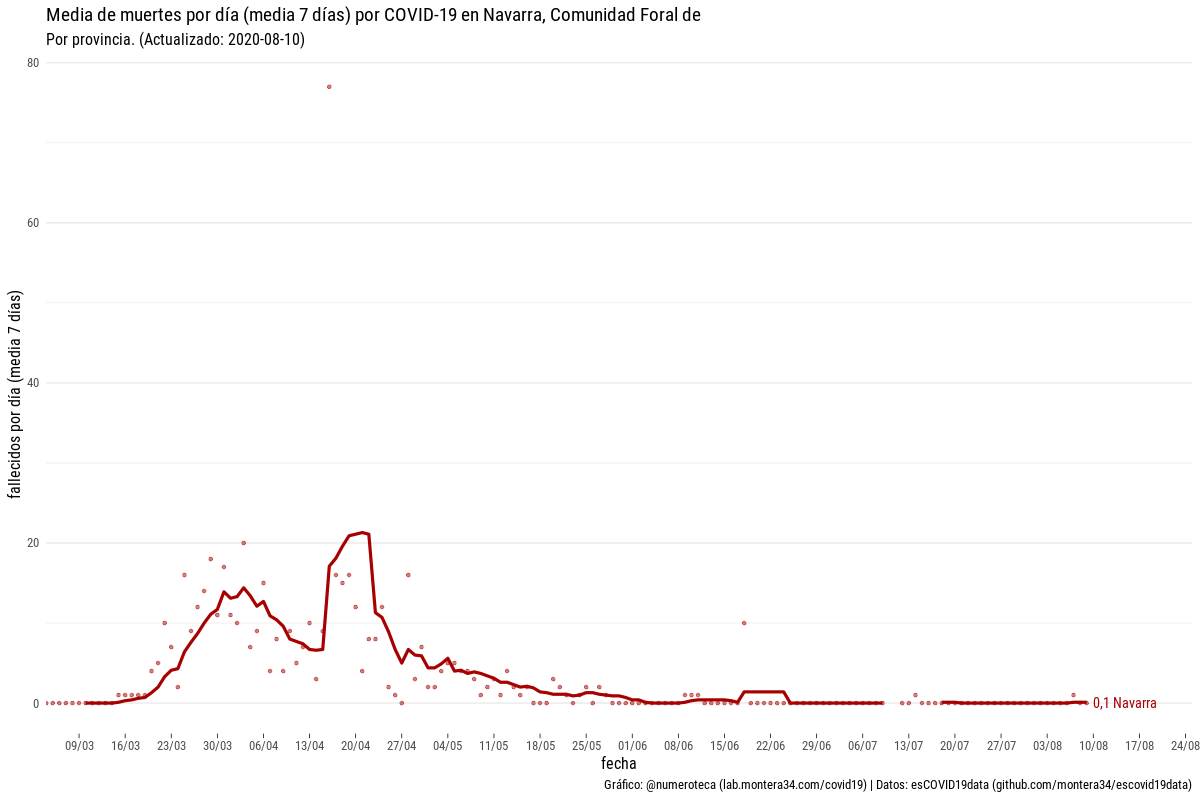 Media de muertes por día (media 7 días) por COVID-19 en Navarra, Comunidad Foral de
Por provincia. (Actualizado: 2020-08-10)
fallecidos por día (media 7 días)
80
60
40
20
0
0,1 Navarra
09/03 16/03 23/03 30/03 06/04 13/04 20/04 27/04 04/05 11/05 18/05 25/05 01/06 08/06 15/06 22/06 29/06 06/07 13/07 20/07 27/07 03/08 10/08 17/08 24/08
fecha
Gráfico: @numeroteca (lab.montera34.com/covid19) | Datos: esCOVID19data (github.com/montera34/escovid19data)